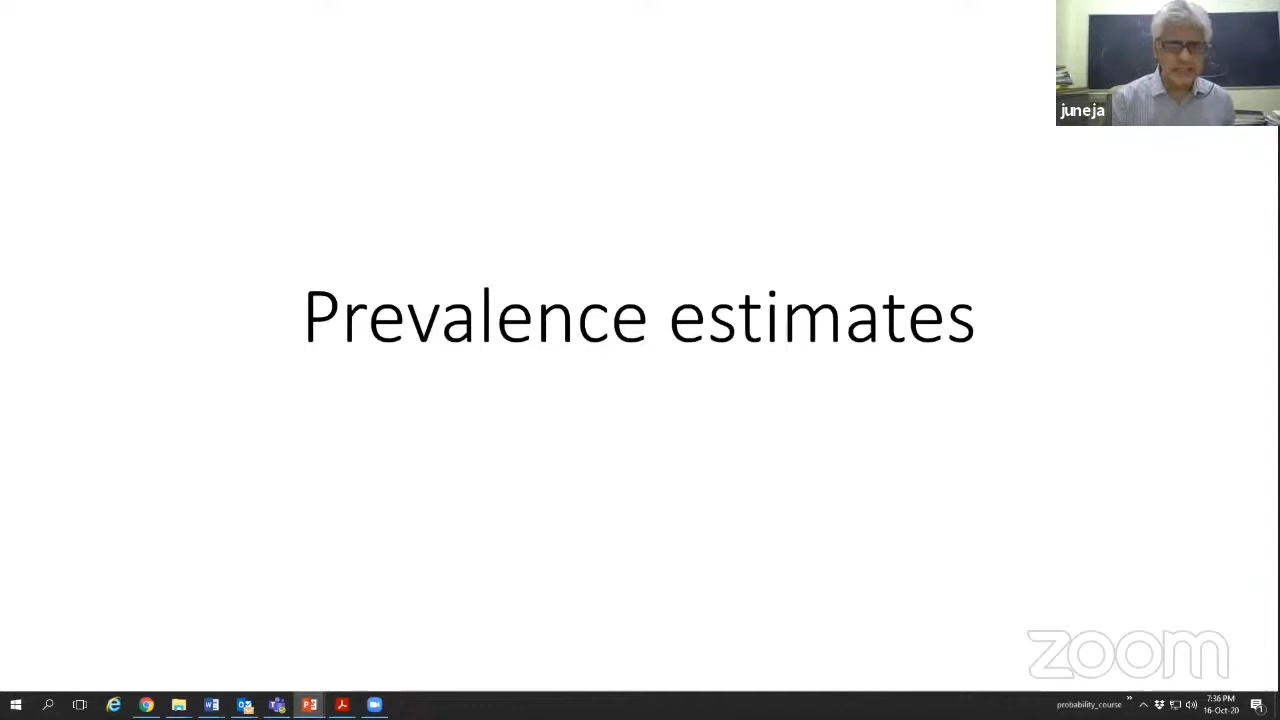 juneja
Prevalence estimates
zoom
probability_course
7:36 PM
16-Oct-20